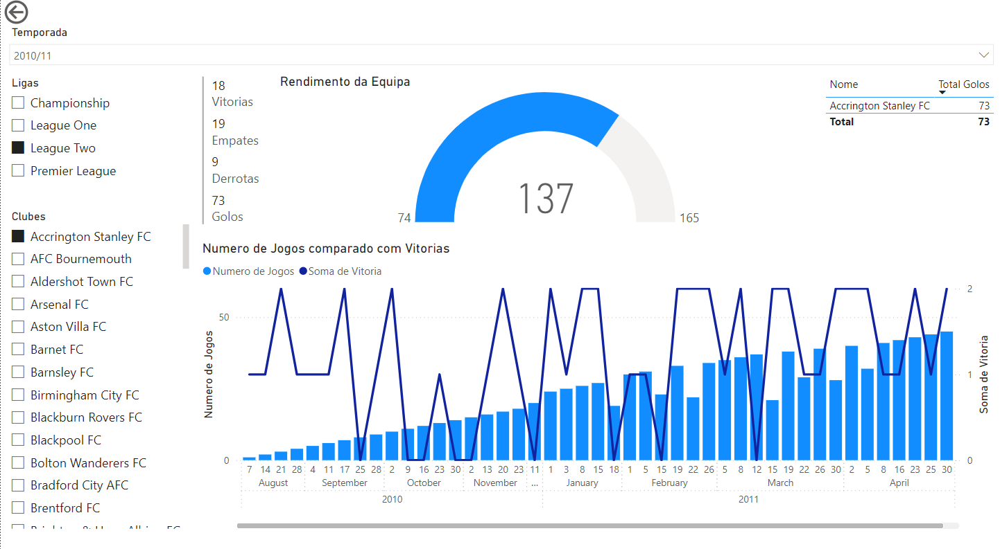 Temporada
2010/11
Ligas
Championship
League One
League Two
Premier League
Clubes
Accrington Stanley FC
AFC Bournemouth
Aldershot Town FC
Arsenal FC
Aston Villa FC
Barnet FC
Barnsley FC
Birmingham City FC
Blackburn Rovers FC
Blackpool FC
Bolton Wanderers FC
Bradford City AFC
Brentford FC
18
Vitorias
19
Empates
9
Derrotas
73
Golos
Rendimento da Equipa
137
74
165
Nome Total Golos
Accrington Stanley FC 73
Total 73
Numero de Jogos comparado com Vitorias
Numero de Jogos Soma de Vitoria
Numero de Jogos
50
0
2
1
0
Soma de Vitoria
7 14 21 28 4 11 17 25 28 2 9 16 23 30 2 13 20 23 11 1 3 8 15 18 1 5 15 19 22 26 5 8 12 15 19 22 26 30 2 5 8 16 23 25 30
August September October November ... January February March April
2010 2011